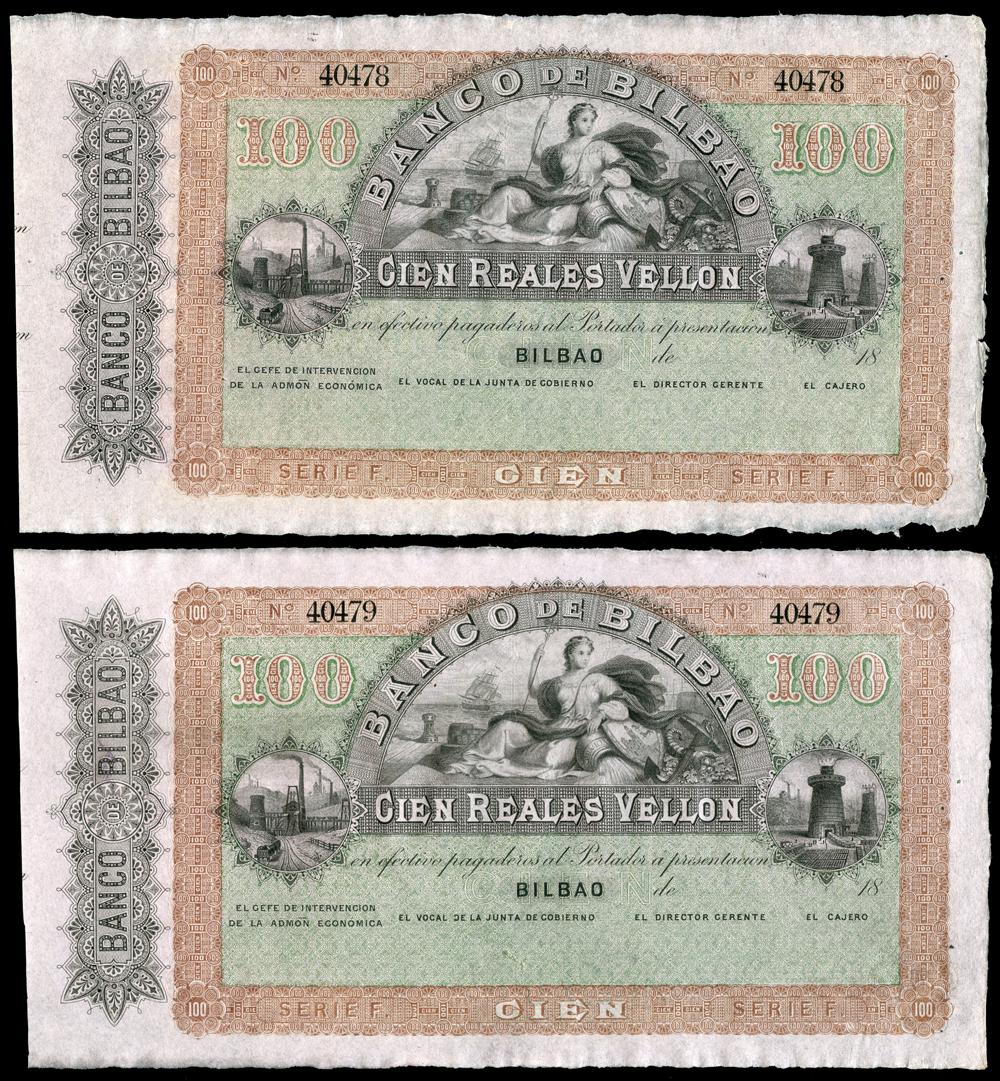 100 Nº 40478 Nº 40478 100
BANCO DE BILBAO
100 100
BANCO DE BILBAO
CIEN REALES VELLON
en efectivo pagaderos al Portador á presentacion
BILBAO de 18
EL GEFE DE INTERVENCION
DE LA ADMON ECONÓMICA EL VOCAL DE LA JUNTA DE GOBIERNO EL DIRECTOR GERENTE EL CAJERO
100 SERIE F. CIEN SERIE F. 100
100 Nº 40479 Nº 40479 100
BANCO DE BILBAO
100 100
BANCO DE BILBAO
CIEN REALES VELLON
en efectivo pagaderos al Portador á presentacion
BILBAO de 18
EL GEFE DE INTERVENCION
DE LA ADMON ECONÓMICA EL VOCAL DE LA JUNTA DE GOBIERNO EL DIRECTOR GERENTE EL CAJERO
100 SERIE F. CIEN SERIE F. 100